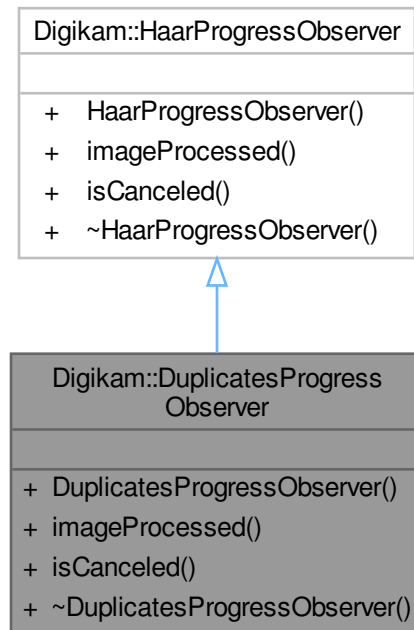 Digikam::HaarProgressObserver
+ HaarProgressObserver()
+ imageProcessed()
+ isCanceled()
+ ~HaarProgressObserver()
Digikam::DuplicatesProgress
Observer
+ DuplicatesProgressObserver()
+ imageProcessed()
+ isCanceled()
+ ~DuplicatesProgressObserver()